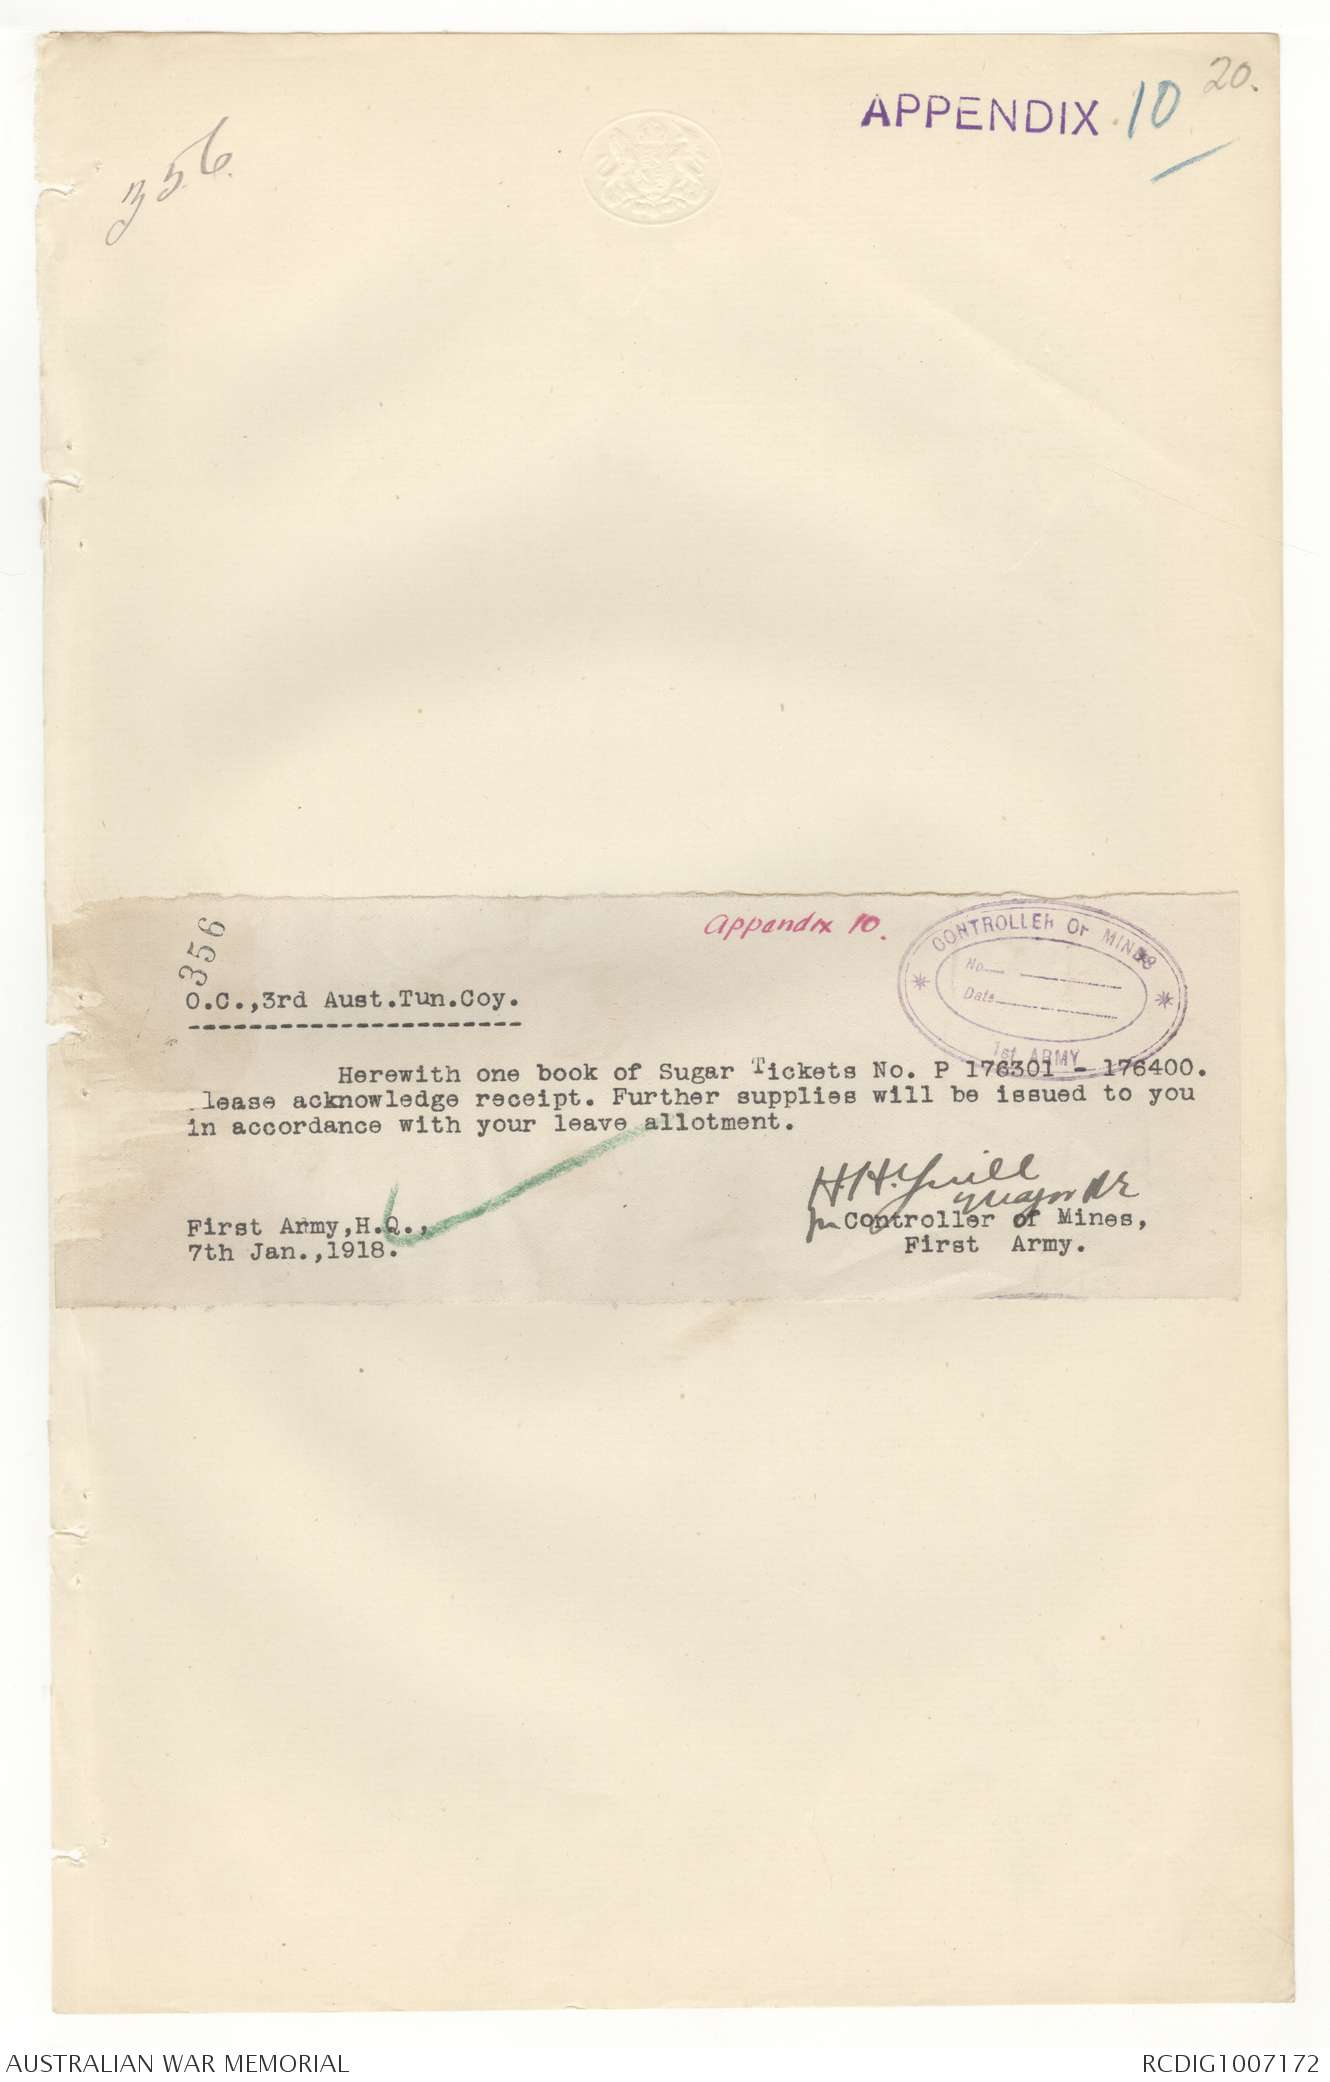 APPENDIX 10
20.
356.
Appendix 10.
356
CONTROLLER OF MINES
No.
Date
1st ARMY
O.C.,3rd Aust.Tun.Coy.
Herewith one book of Sugar Tickets No. P 176301 - 176400.
lease acknowledge receipt. Further supplies will be issued to you
in accordance with your leave allotment.
H.H. Major RE
for Controller of Mines,
First Army.
First Army,H.Q.,
7th Jan.,1918.
AUSTRALIAN WAR MEMORIAL
RCDIG1007172